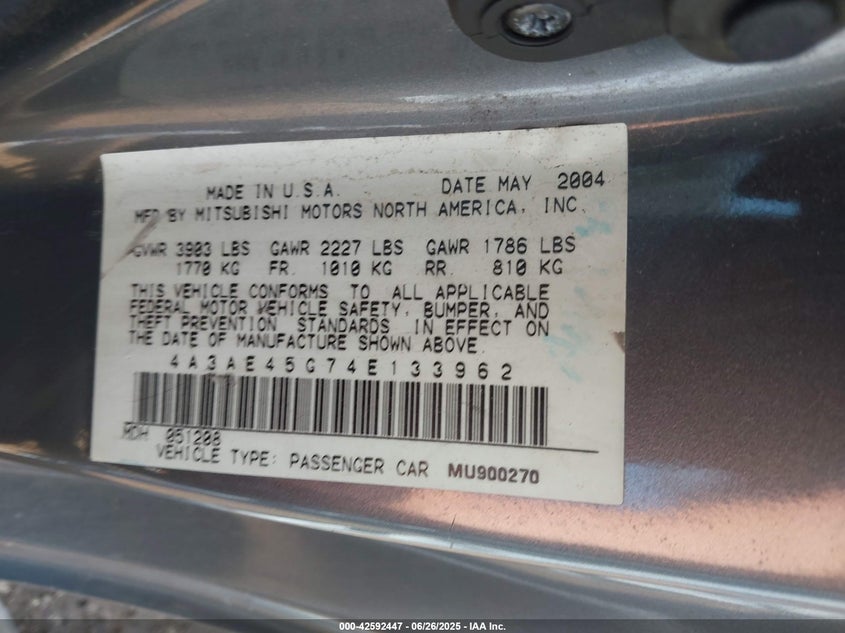 MADE IN U.S.A. DATE MAY 2004
MFD BY MITSUBISHI MOTORS NORTH AMERICA, INC.
GVWR 3903 LBS GAWR 2227 LBS GAWR 1786 LBS
1770 KG FR. 1010 KG RR. 810 KG
THIS VEHICLE CONFORMS TO ALL APPLICABLE
FEDERAL MOTOR VEHICLE SAFETY, BUMPER, AND
THEFT PREVENTION STANDARDS IN EFFECT ON
THE DATE OF MANUFACTURE SHOWN ABOVE.
4A3AE45G74E133962
MDH 051208
VEHICLE TYPE: PASSENGER CAR MU900270
000-42592447 - 06/26/2025 - IAA Inc.